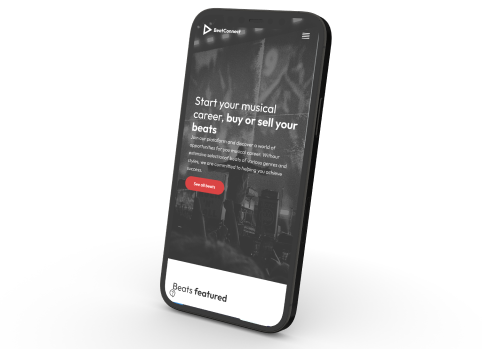 BeatConnect
Start your musical
career, buy or sell your
beats
Join our platform and discover a world of
opportunities for you musical career. With our
extensive selection of beats of various genres and
styles, we are committed to helping you achieve
success.
See all beats
Beats featured